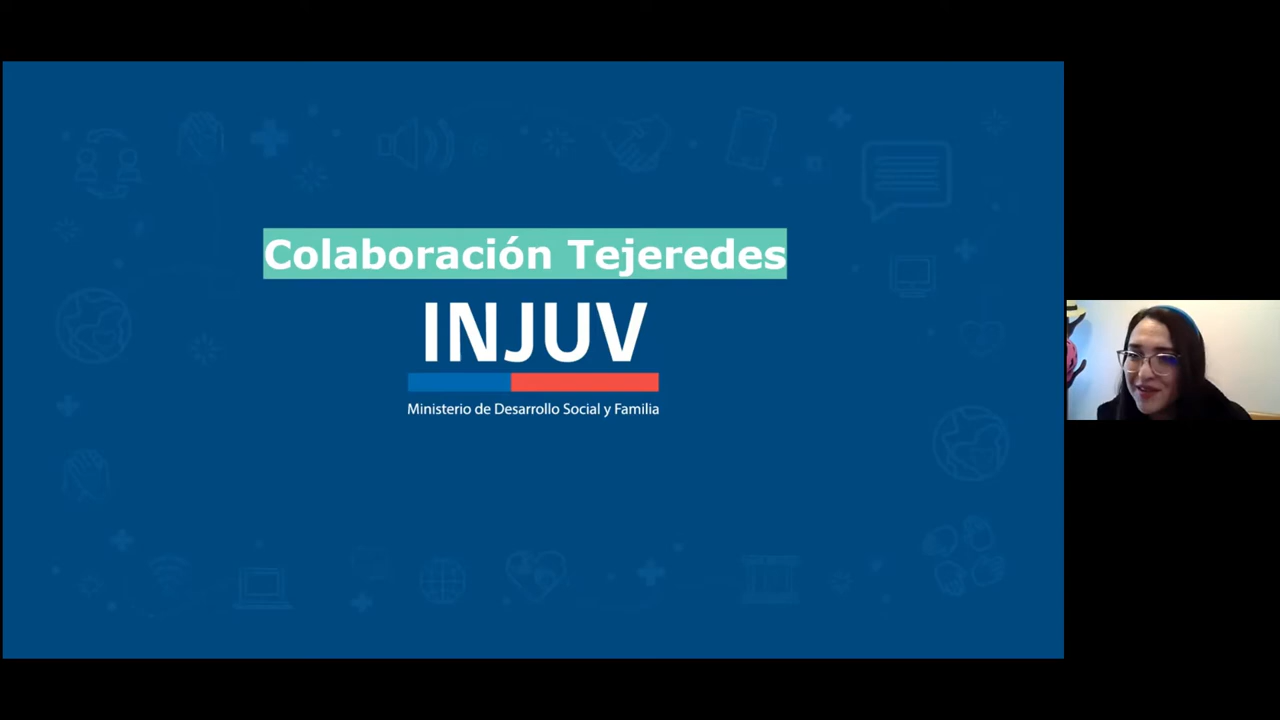 Colaboración Tejeredes
INJUV
Ministerio de Desarrollo Social y Familia